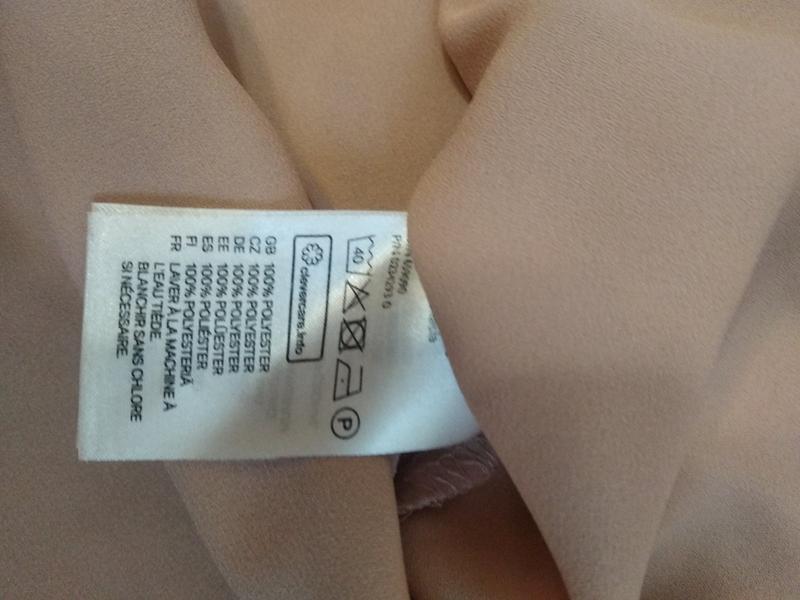 40
P
clevercare.info
GB 100% POLYESTER
CZ 100% POLYESTER
DE 100% POLYESTER
EE 100% POLÜESTER
ES 100% POLIÉSTER
FI 100% POLYESTERIÄ
FR LAVER À LA MACHINE À
L'EAU TIÈDE.
BLANCHIR SANS CHLORE
SI NÉCESSAIRE.